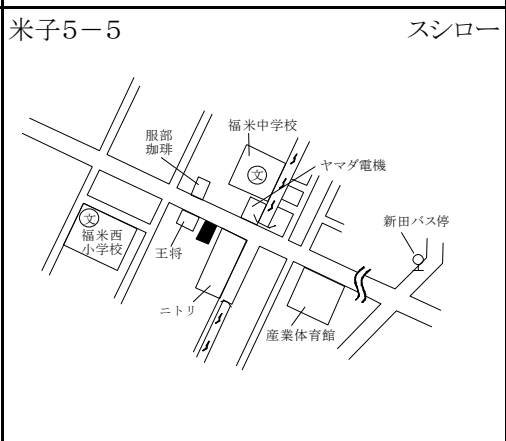 米子5-5
スシロー
福米中学校
服部
珈琲
文
ヤマダ電機
文
福米西
小学校
王将
新田バス停
ニトリ
産業体育館